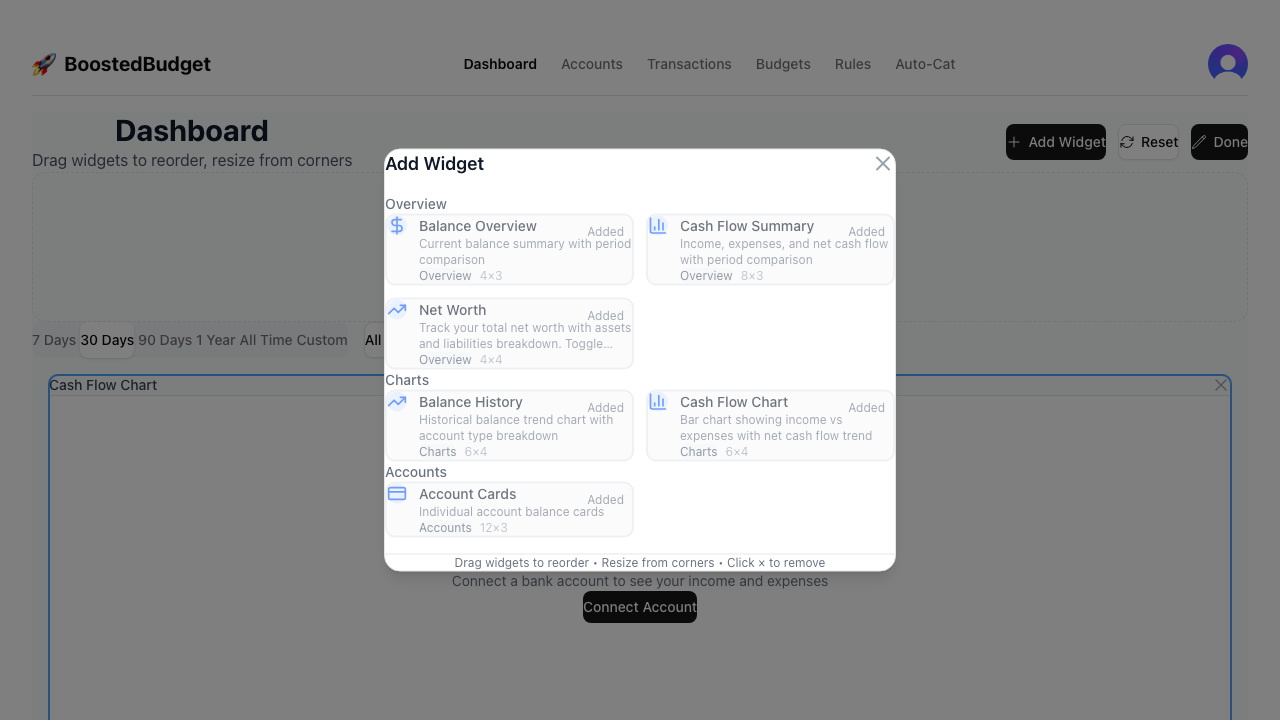 🚀 BoostedBudget
Dashboard Accounts Transactions Budgets Rules Auto-Cat
Dashboard
Drag widgets to reorder, resize from corners
Add Widget Reset Done
7 Days 30 Days 90 Days 1 Year All Time Custom All
Cash Flow Chart
Add Widget
Overview
Balance Overview
Added
Current balance summary with period
comparison
Overview 4×3
Cash Flow Summary
Added
Income, expenses, and net cash flow
with period comparison
Overview 8×3
Net Worth
Added
Track your total net worth with assets
and liabilities breakdown. Toggle...
Overview 4×4
Charts
Balance History
Added
Historical balance trend chart with
account type breakdown
Charts 6×4
Cash Flow Chart
Added
Bar chart showing income vs
expenses with net cash flow trend
Charts 6×4
Accounts
Account Cards
Added
Individual account balance cards
Accounts 12×3
Drag widgets to reorder • Resize from corners • Click × to remove
Connect a bank account to see your income and expenses
Connect Account